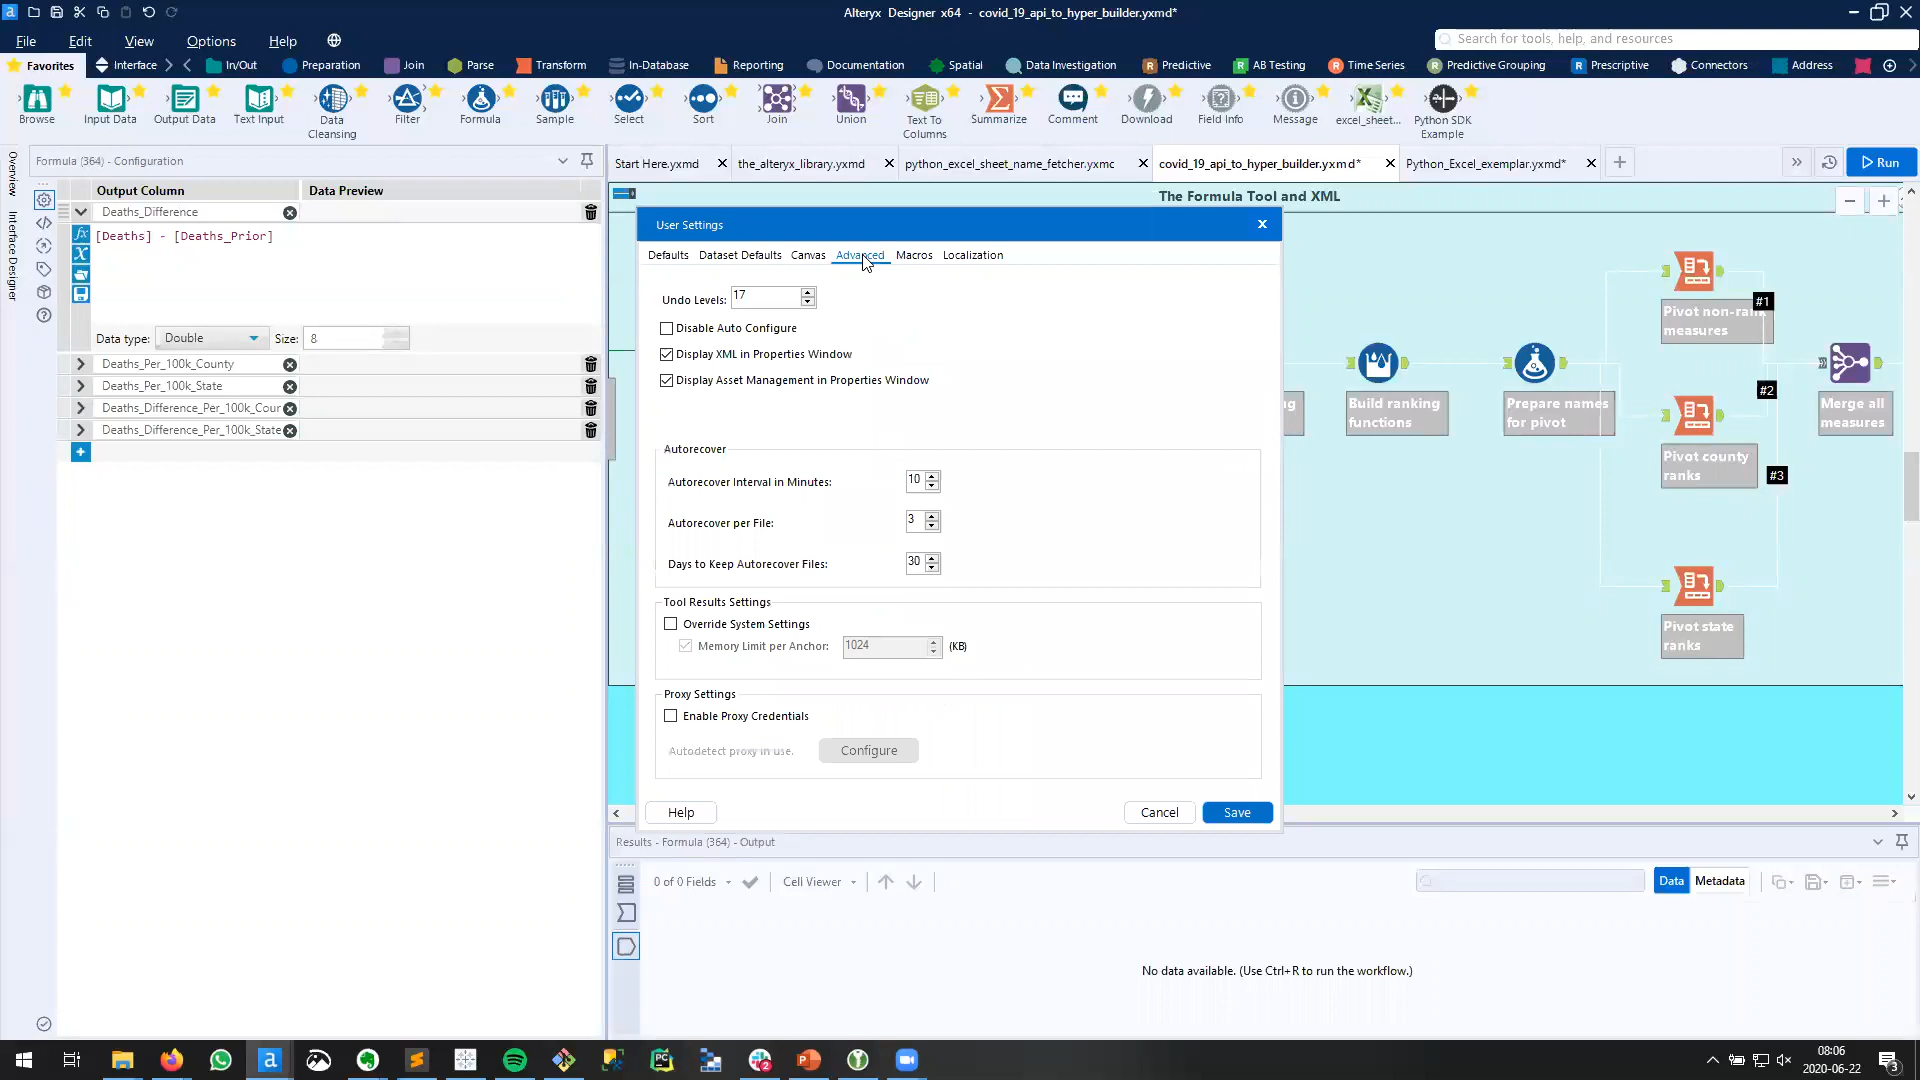 Alteryx Designer x64 - covid_19_api_to_hyper_builder.yxmd*
File Edit View Options Help
Search for tools, help, and resources
Favorites Interface In/Out Preparation Join Parse Transform In-Database Reporting Documentation Spatial Data Investigation Predictive AB Testing Time Series Predictive Grouping Prescriptive Connectors Address
Browse Input Data Output Data Text Input Data Cleansing Filter Formula Sample Select Sort Join Union Text To Columns Summarize Comment Download Field Info Message excel_sheet... Python SDK Example
Overview
Interface Designer
Formula (364) - Configuration
Output Column Data Preview
Deaths_Difference
[Deaths] - [Deaths_Prior]
Data type: Double Size: 8
Deaths_Per_100k_County
Deaths_Per_100k_State
Deaths_Difference_Per_100k_Cour
Deaths_Difference_Per_100k_State
Start Here.yxmd the_alteryx_library.yxmd python_excel_sheet_name_fetcher.yxmc covid_19_api_to_hyper_builder.yxmd* Python_Excel_exemplar.yxmd* Run
The Formula Tool and XML
User Settings
Defaults Dataset Defaults Canvas Advanced Macros Localization
Undo Levels: 17
Disable Auto Configure
Display XML in Properties Window
Display Asset Management in Properties Window
Autorecover
Autorecover Interval in Minutes: 10
Autorecover per File: 3
Days to Keep Autorecover Files: 30
Tool Results Settings
Override System Settings
Memory Limit per Anchor: 1024 (KB)
Proxy Settings
Enable Proxy Credentials
Autodetect proxy in use. Configure
Help Cancel Save
ng
Build ranking functions
Prepare names for pivot
Pivot non-rank measures
#1
#2
Pivot county ranks
#3
Merge all measures
Pivot state ranks
Results - Formula (364) - Output
0 of 0 Fields Cell Viewer Data Metadata
No data available. (Use Ctrl+R to run the workflow.)
08:06
2020-06-22
3